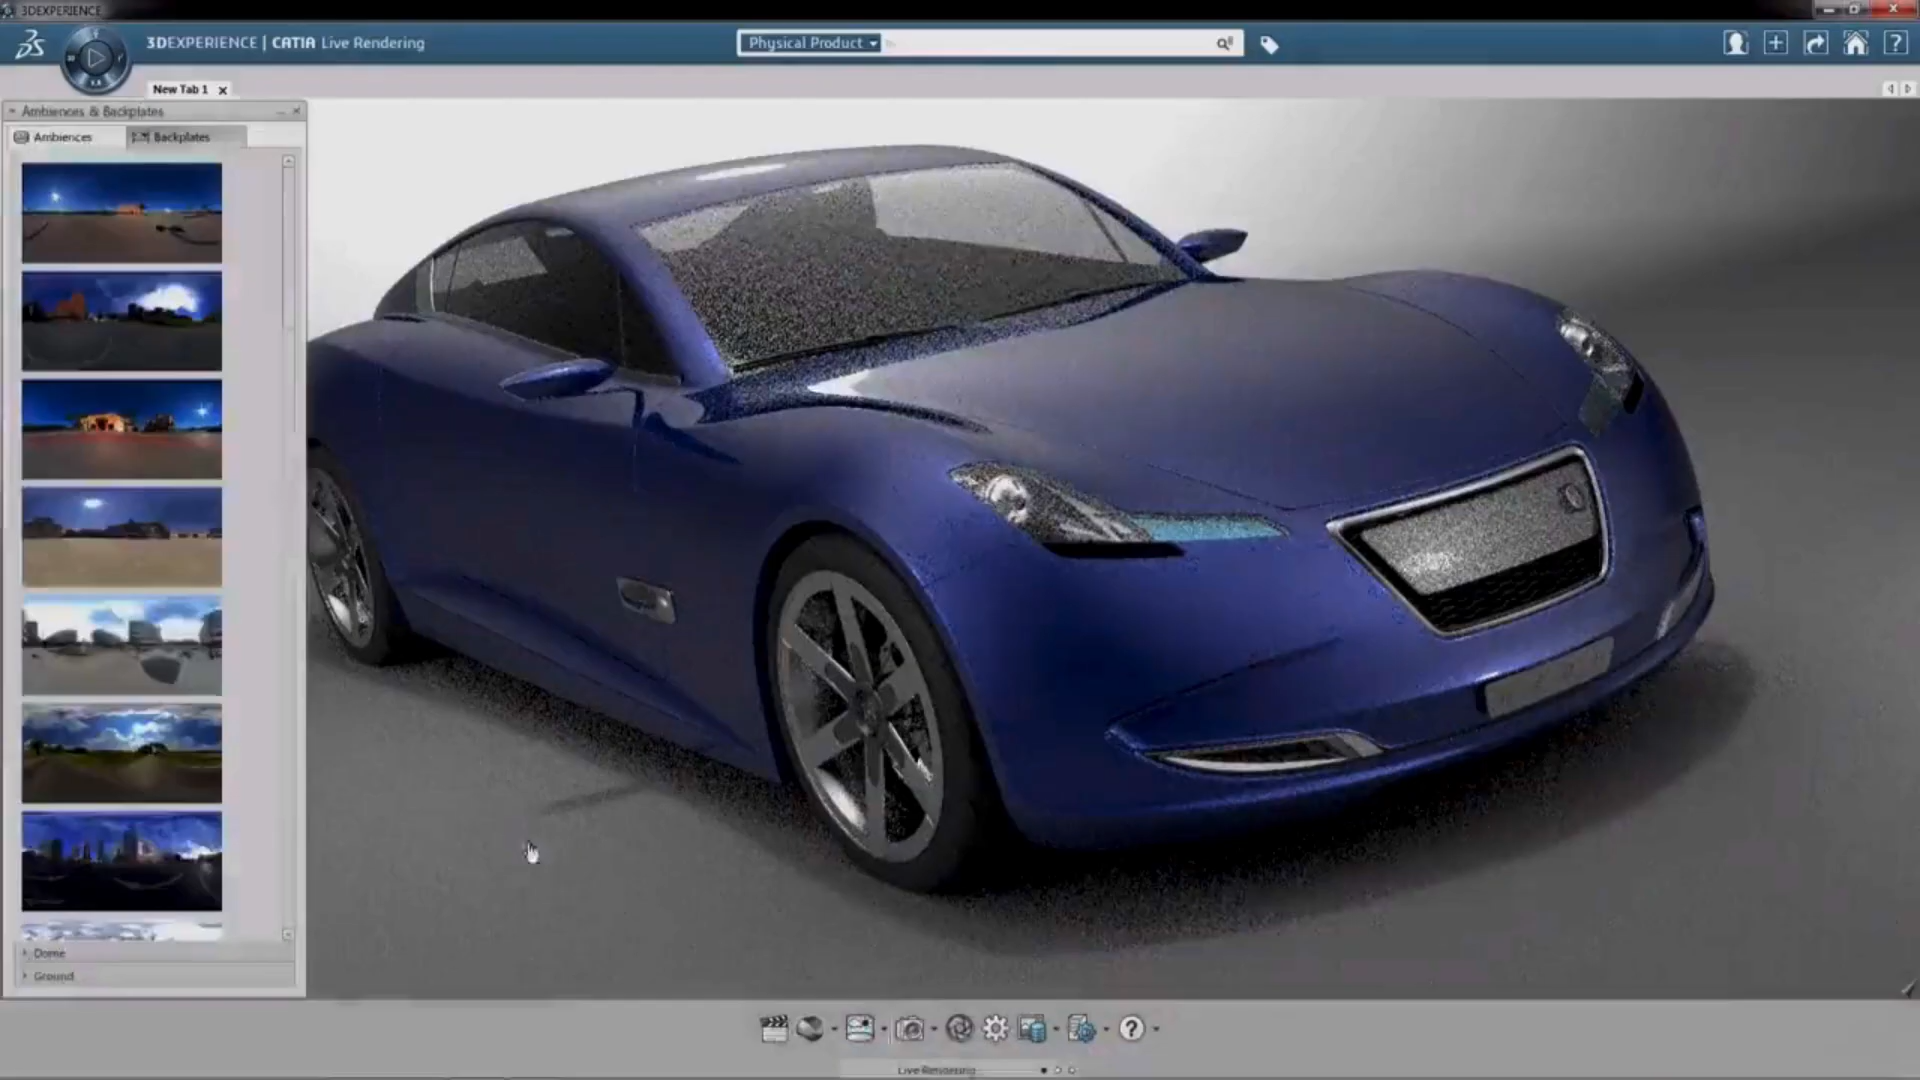 3DEXPERIENCE
3DEXPERIENCE | CATIA Live Rendering
Physical Product
New Tab 1
Ambiences & Backplates
Ambiences
Backplates
Dome
Ground
Live Rendering